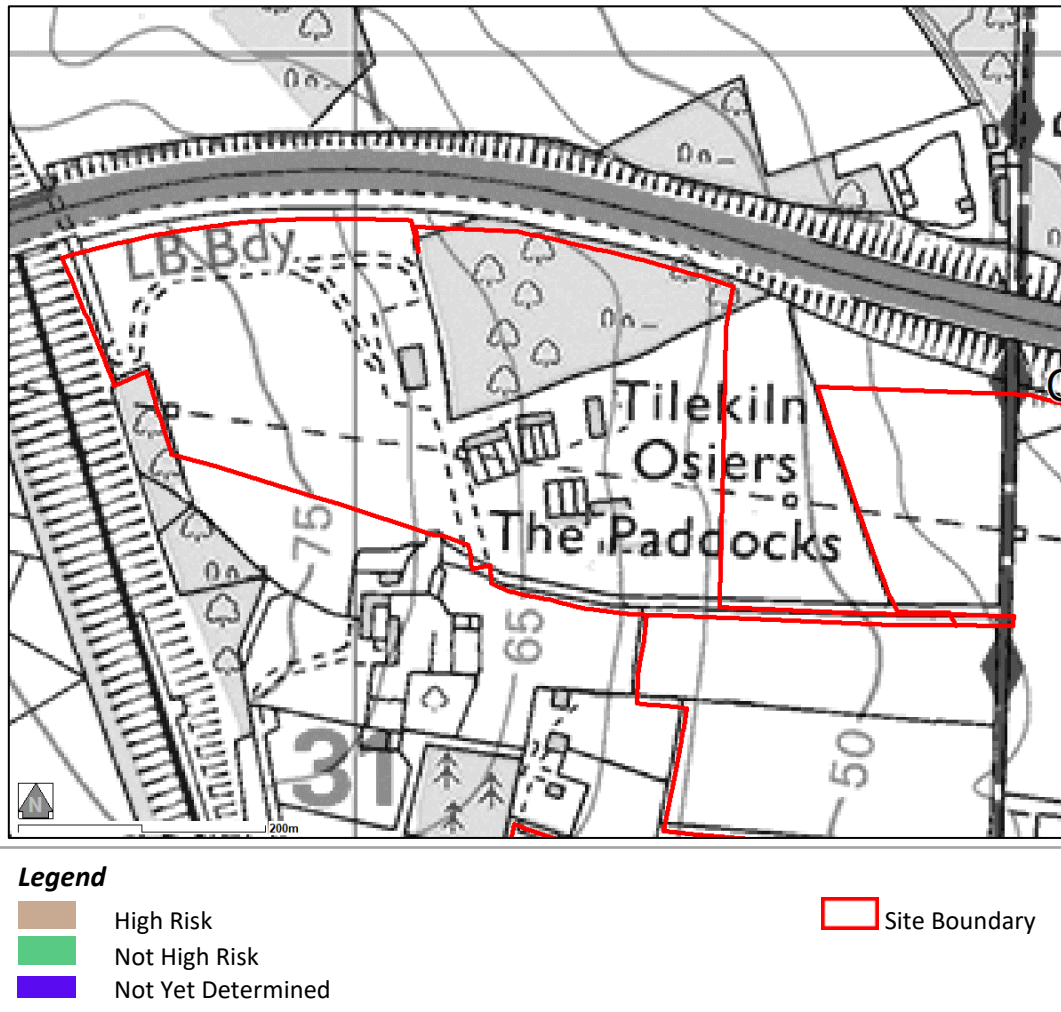 LB Bdy
Tilekiln
Osiers
The Paddocks
75
65
50
31
N
200m
Legend
High Risk
Not High Risk
Not Yet Determined
Site Boundary